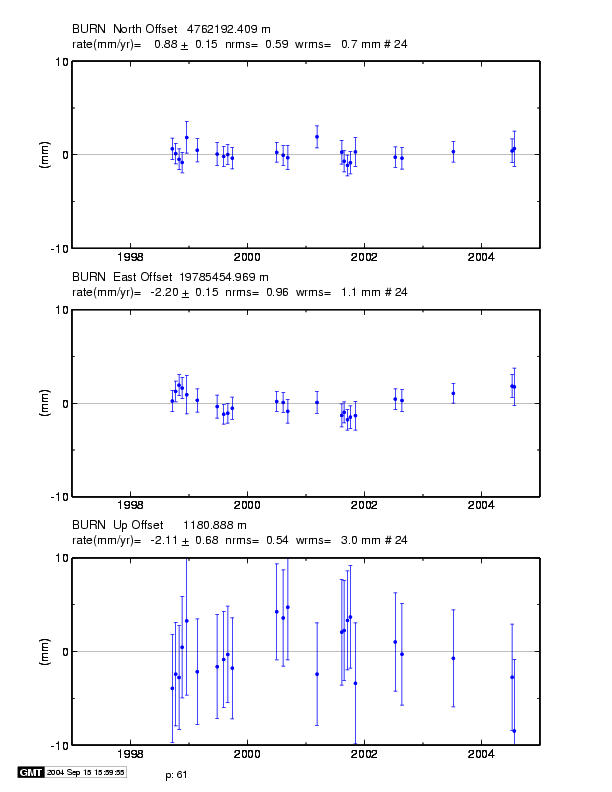 BURN North Offset 4762192.409 m
rate(mm/yr)= 0.88 ± 0.15 nrms= 0.59 wrms= 0.7 mm # 24
10
0
-10
(mm)
1998 2000 2002 2004
BURN East Offset 19785454.969 m
rate(mm/yr)= -2.20 ± 0.15 nrms= 0.96 wrms= 1.1 mm # 24
10
0
-10
(mm)
1998 2000 2002 2004
BURN Up Offset 1180.888 m
rate(mm/yr)= -2.11 ± 0.68 nrms= 0.54 wrms= 3.0 mm # 24
10
0
-10
(mm)
1998 2000 2002 2004
GMT 2004 Sep 15 15:59:55
p: 61